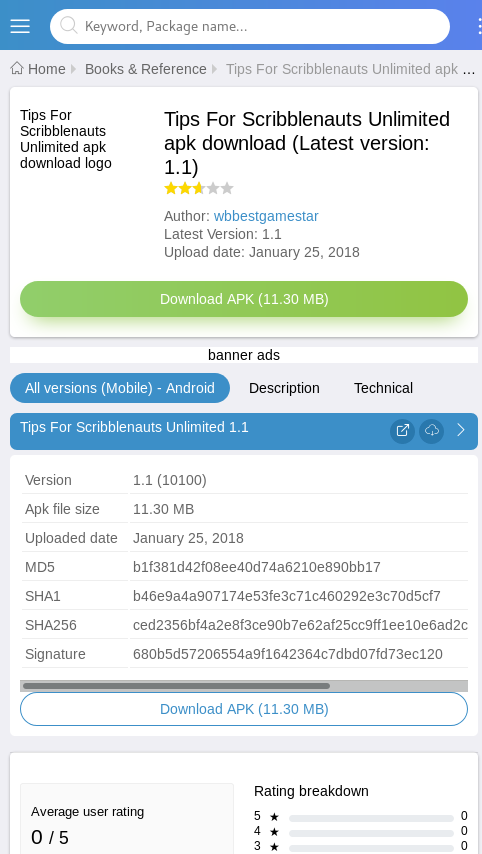 Keyword, Package name...
Home Books & Reference Tips For Scribblenauts Unlimited apk ...
Tips For
Scribblenauts
Unlimited apk
download logo
Tips For Scribblenauts Unlimited
apk download (Latest version:
1.1)
Author: wbbestgamestar
Latest Version: 1.1
Upload date: January 25, 2018
Download APK (11.30 MB)
banner ads
All versions (Mobile) - Android Description Technical
Tips For Scribblenauts Unlimited 1.1
Version 1.1 (10100)
Apk file size 11.30 MB
Uploaded date January 25, 2018
MD5 b1f381d42f08ee40d74a6210e890bb17
SHA1 b46e9a4a907174e53fe3c71c460292e3c70d5cf7
SHA256 ced2356bf4a2e8f3ce90b7e62af25cc9ff1ee10e6ad2c
Signature 680b5d57206554a9f1642364c7dbd07fd73ec120
Download APK (11.30 MB)
Average user rating
0 / 5
Rating breakdown
5 ★ 0
4 ★ 0
3 ★ 0